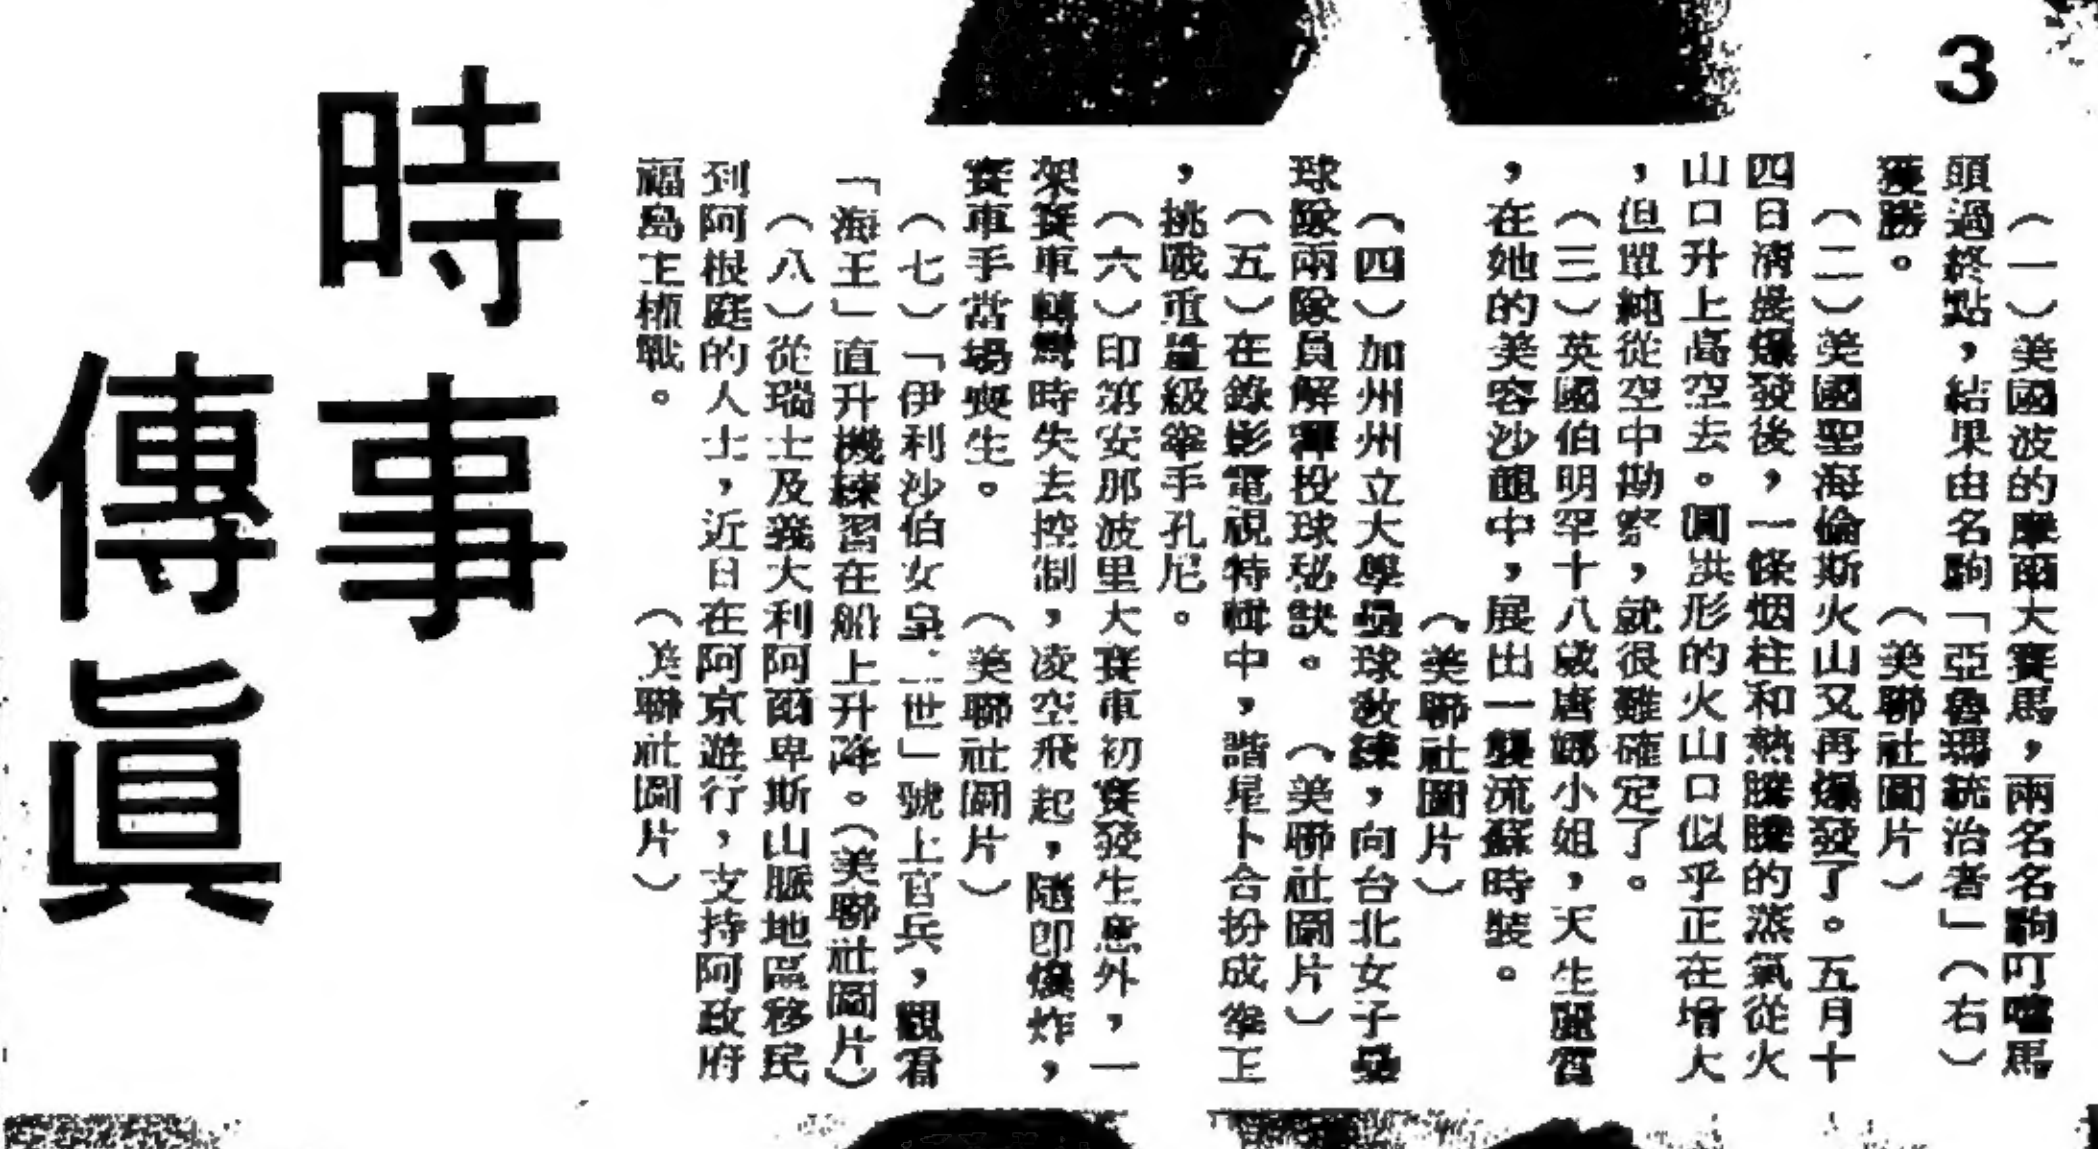 3
時事
傳眞
（一）美國波的摩爾大賽馬，兩名名駒叮噹馬
頭過終點，結果由名駒「亞魯瑪統治者」（右）
獲勝。（美聯社圖片）
（二）美國聖海倫斯火山又再爆發了。五月十
四日清晨爆發後，一條烟柱和熱騰騰的蒸氣從火
山口升上高空去。圓拱形的火山口似乎正在增大
，但單純從空中勘察，就很難確定了。
（三）英國伯明罕十八歲唐娜小姐，天生麗質
，在她的美容沙龍中，展出一襲流蘇時裝。
（美聯社圖片）
（四）加州州立大學壘球教練，向台北女子壘
球隊兩隊員解釋投球秘訣。（美聯社圖片）
（五）在錄影電視特輯中，諧星卜合扮成拳王
，挑戰重量級拳手孔尼。
（六）印第安那波里大賽車初賽發生意外，一
架賽車轉彎時失去控制，凌空飛起，隨即爆炸，
賽車手當場喪生。（美聯社圖片）
（七）「伊利沙伯女皇二世」號上官兵，觀看
「海王」直升機練習在船上升降。（美聯社圖片）
（八）從瑞士及義大利阿爾卑斯山脈地區移民
到阿根庭的人士，近日在阿京遊行，支持阿政府
福島主權戰。（美聯社圖片）